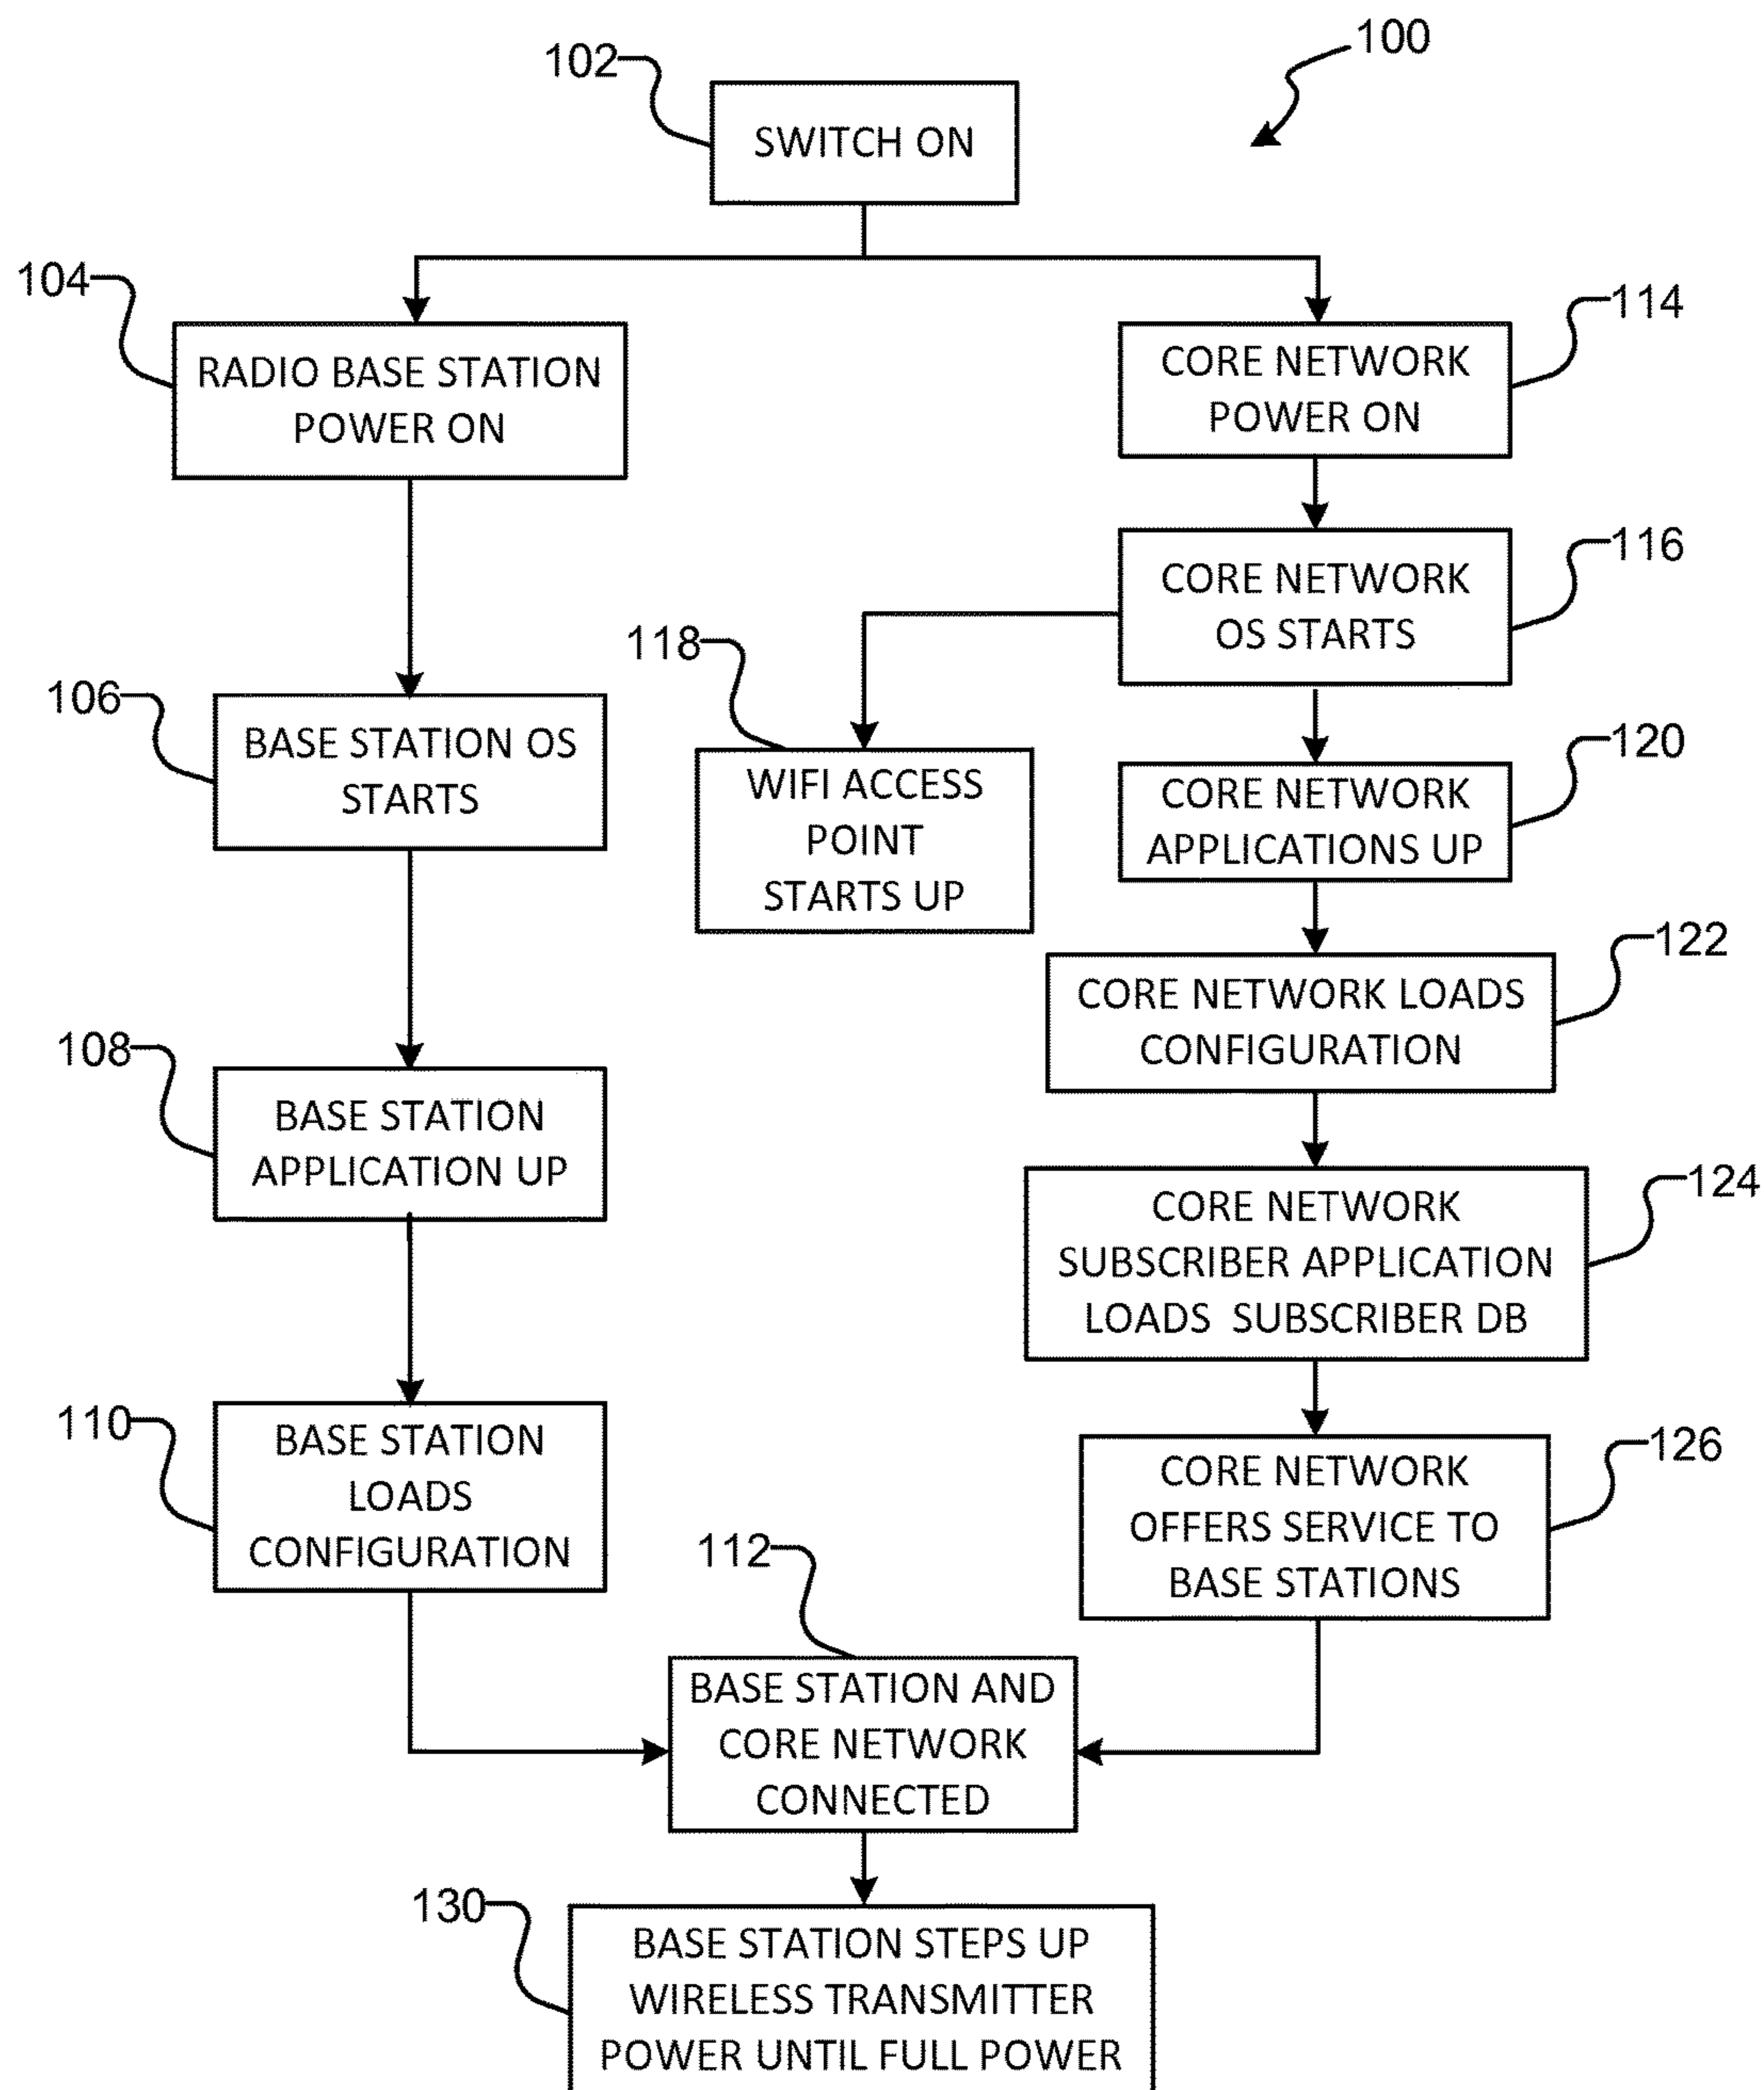 100
102
SWITCH ON
104
RADIO BASE STATION
POWER ON
114
CORE NETWORK
POWER ON
116
CORE NETWORK
OS STARTS
106
BASE STATION OS
STARTS
118
WIFI ACCESS
POINT
STARTS UP
120
CORE NETWORK
APPLICATIONS UP
122
CORE NETWORK LOADS
CONFIGURATION
108
BASE STATION
APPLICATION UP
124
CORE NETWORK
SUBSCRIBER APPLICATION
LOADS SUBSCRIBER DB
110
BASE STATION
LOADS
CONFIGURATION
126
CORE NETWORK
OFFERS SERVICE TO
BASE STATIONS
112
BASE STATION AND
CORE NETWORK
CONNECTED
130
BASE STATION STEPS UP
WIRELESS TRANSMITTER
POWER UNTIL FULL POWER